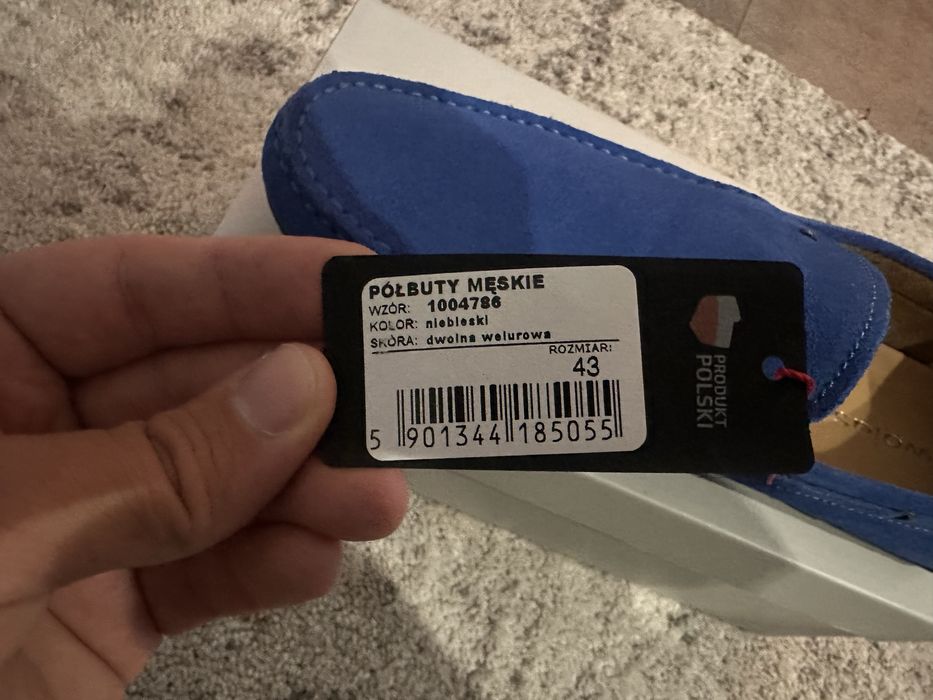 PÓŁBUTY MĘSKIE
WZÓR: 1004786
KOLOR: niebieski
SKÓRA: dwoina welurowa
ROZMIAR:
43
5 901344 185055
PRODUKT
POLSKI